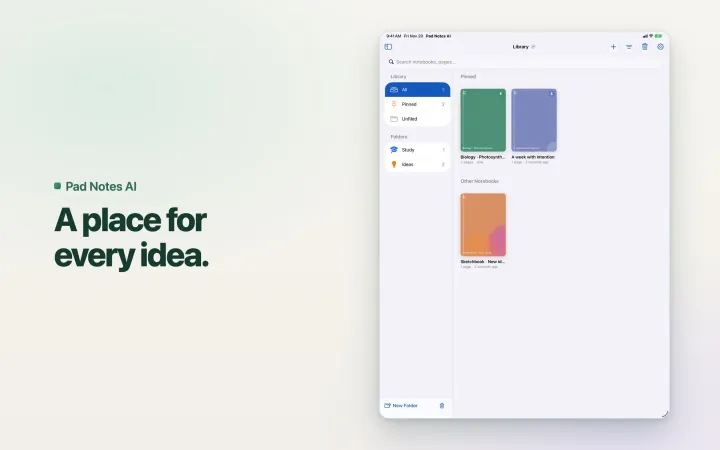 Pad Notes AI
A place for
every idea.
9:41 AM Fri Nov 20 Pad Notes AI
Library
Search notebooks, pages...
Library
All
Pinned
Unfiled
Folders
Study 1
Ideas 2
New Folder
Pinned
Biology · Photosynth...
A week with intention
Other Notebooks
Sketchbook · New id...